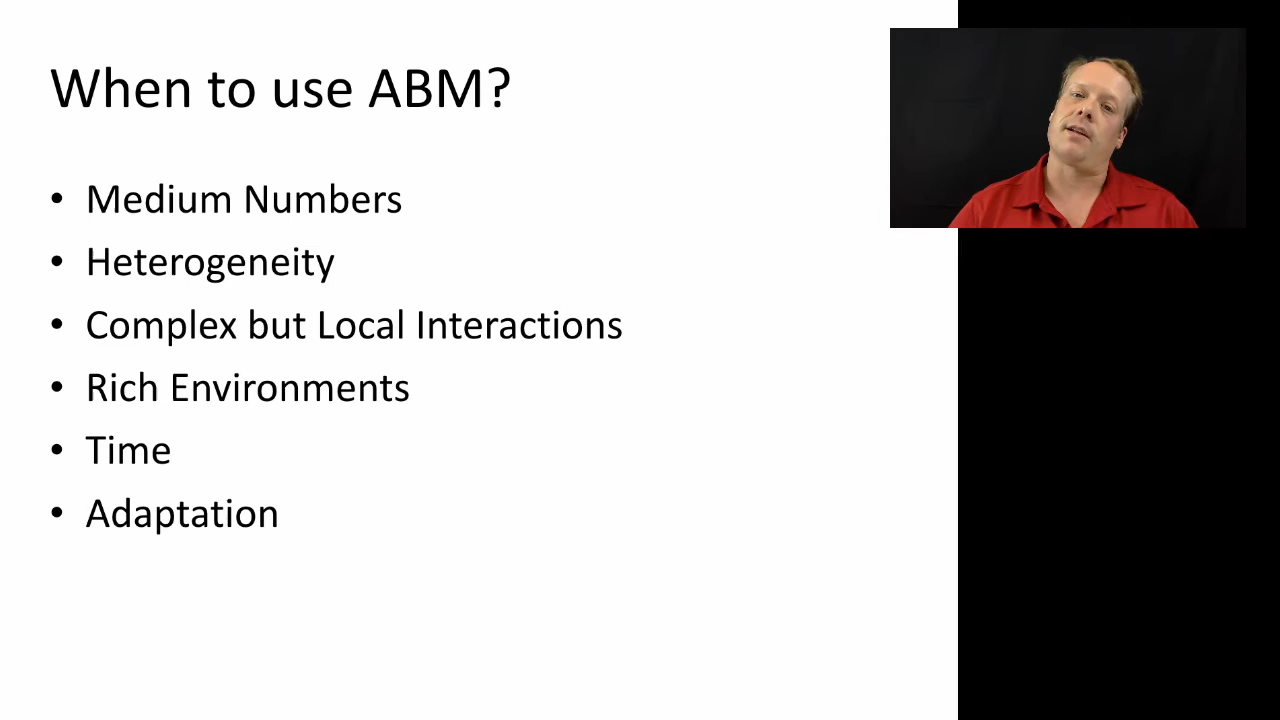 When to use ABM?
• Medium Numbers
• Heterogeneity
• Complex but Local Interactions
• Rich Environments
• Time
• Adaptation